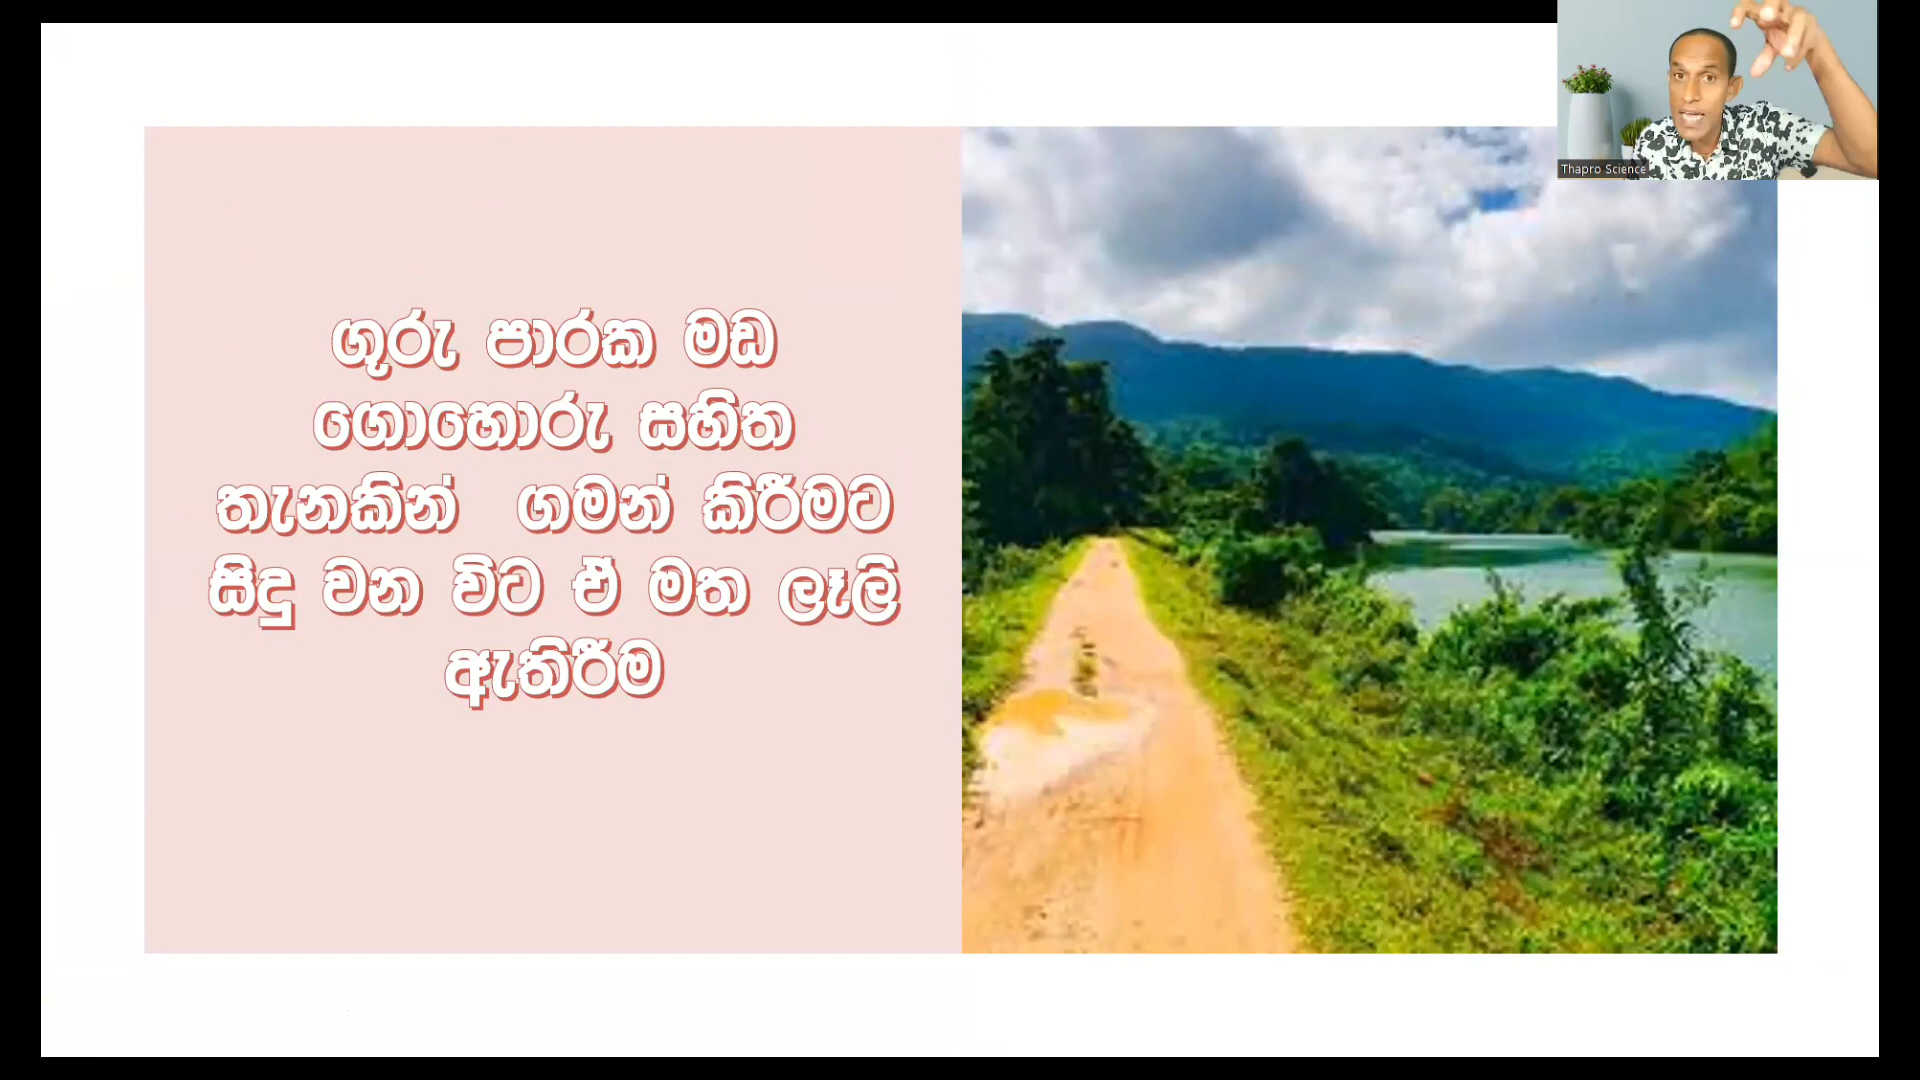 ගුරු පාරක මඩ
ගොහොරු සහිත
තැනකින් ගමන් කිරීමට
සිදු වන විට ඒ මත ලෑලි
ඇතිරීම
Thapro Science